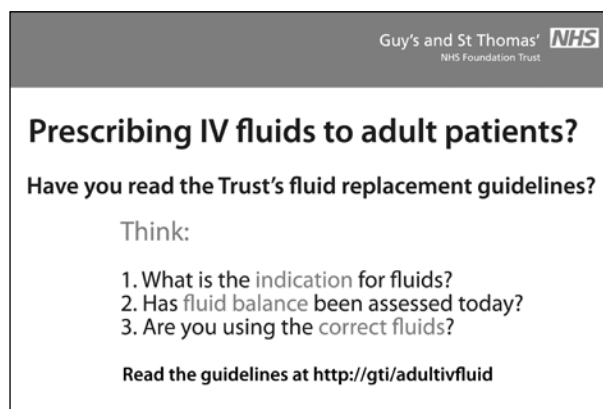 Guy's and St Thomas' NHS
NHS Foundation Trust
Prescribing IV fluids to adult patients?
Have you read the Trust's fluid replacement guidelines?
Think:
1. What is the indication for fluids?
2. Has fluid balance been assessed today?
3. Are you using the correct fluids?
Read the guidelines at http://gti/adultivfluid